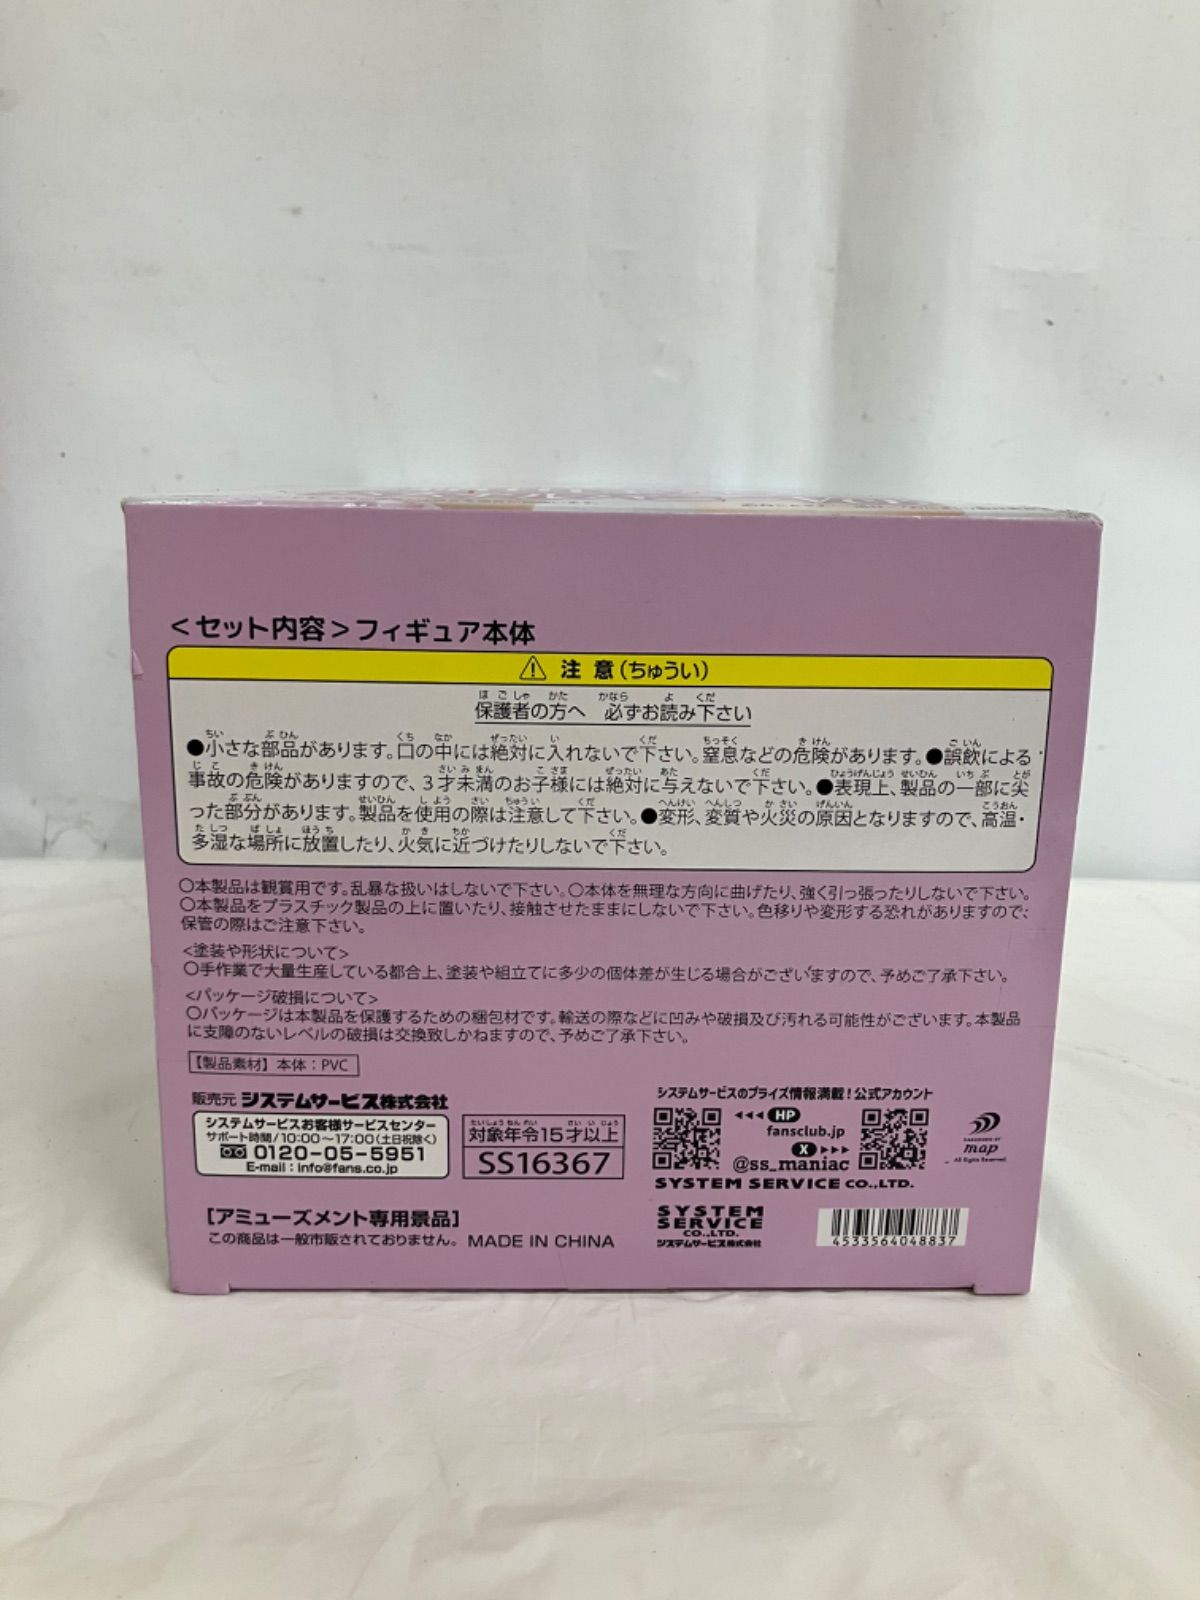 <セット内容>フィギュア本体
⚠ 注意(ちゅうい)
保護者の方へ 必ずお読み下さい
●小さな部品があります。口の中には絶対に入れないで下さい。窒息などの危険があります。●誤飲による
事故の危険がありますので、3才未満のお子様には絶対に与えないで下さい。●表現上、製品の一部に尖
った部分があります。製品を使用の際は注意して下さい。●変形、変質や火災の原因となりますので、高温・
多湿な場所に放置したり、火気に近づけたりしないで下さい。
○本製品は観賞用です。乱暴な扱いはしないで下さい。○本体を無理な方向に曲げたり、強く引っ張ったりしないで下さい。
○本製品をプラスチック製品の上に置いたり、接触させたままにしないで下さい。色移りや変形する恐れがありますので、
保管の際はご注意下さい。
<塗装や形状について>
○手作業で大量生産している都合上、塗装や組立てに多少の個体差が生じる場合がございますので、予めご了承下さい。
<パッケージ破損について>
○パッケージは本製品を保護するための梱包材です。輸送の際などに凹みや破損及び汚れる可能性がございます。本製品
に支障のないレベルの破損は交換致しかねますので、予めご了承下さい。
【製品素材】本体:PVC
販売元 システムサービス株式会社
システムサービスお客様サービスセンター
サポート時間/10:00～17:00(土日祝除く)
0120-05-5951
E-mail:info@fans.co.jp
対象年令15才以上
SS16367
システムサービスのプライズ情報満載!公式アカウント
◀◀◀ HP
fansclub.jp
X ▶▶▶
@ss_maniac
SYSTEM SERVICE CO.,LTD.
map
All Rights Reserved
[アミューズメント専用景品]
この商品は一般市販されておりません。 MADE IN CHINA
SYSTEM
SERVICE
CO.,LTD.
システムサービス株式会社
4533564048837